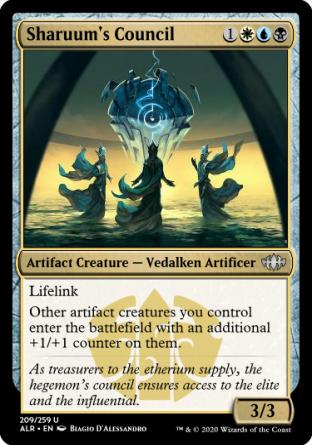 Sharuum's Council 1
Artifact Creature — Vedalken Artificer
Lifelink
Other artifact creatures you control
enter the battlefield with an additional
+1/+1 counter on them.
As treasurers to the etherium supply, the
hegemon's council ensures access to the elite
and the influential.
3/3
209/259 U
ALR • EN BIAGIO D'ALESSANDRO ™ & © 2020 Wizards of the Coast